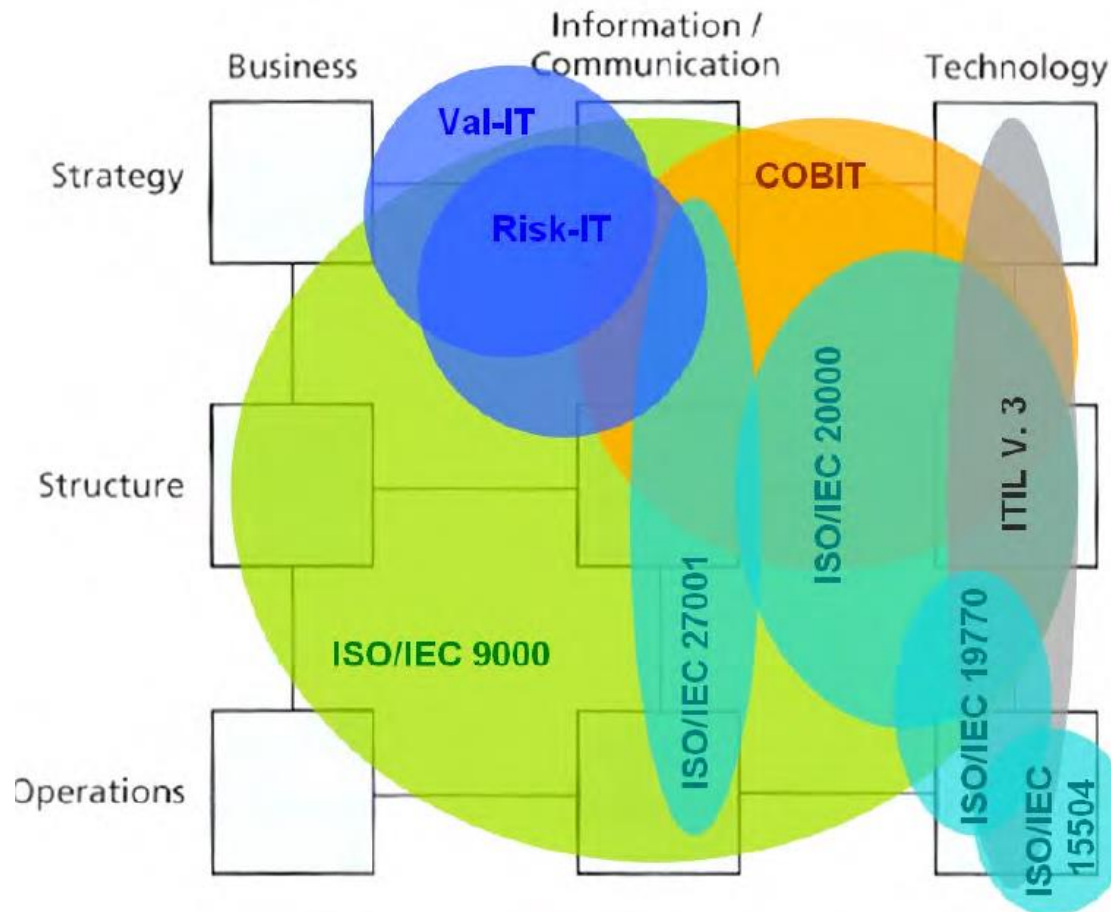 Information /
Business
Communication
Technology
Val-IT
Strategy
COBIT
Risk-IT
ISO/IEC 20000
ITIL V. 3
Structure
ISO/IEC 27001
ISO/IEC 9000
ISO/IEC 19770
Operations
ISO/IEC
15504